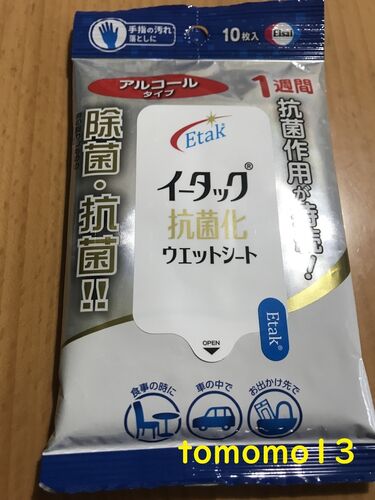 手指の汚れ
落としに
10枚入
Eisai
アルコール
タイプ
1週間
抗菌作用が持続!
除菌・抗菌!!
Etak
イータック®
抗菌化
ウエットシート
Etak®
OPEN
食事の時に
車の中で
お出かけ先で
tomomo13